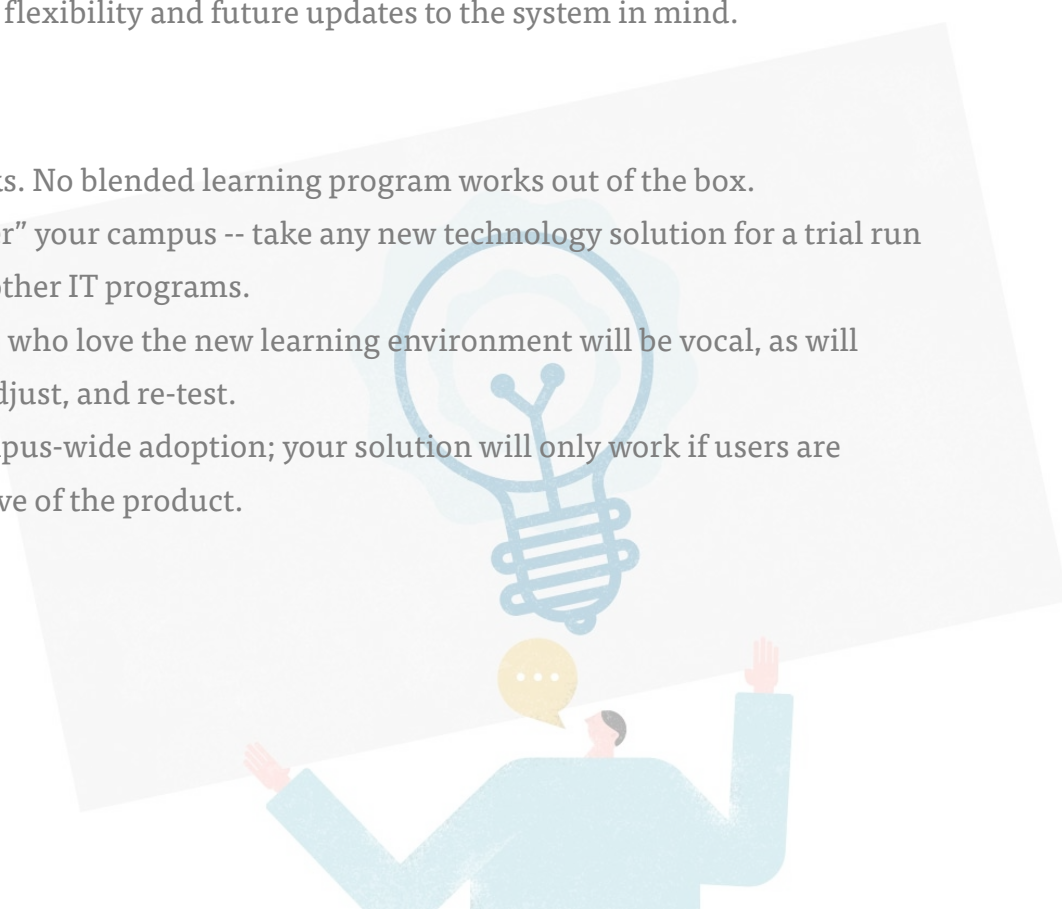 flexibility and future updates to the system in mind.
ks. No blended learning program works out of the box.
r” your campus -- take any new technology solution for a trial run
other IT programs.
who love the new learning environment will be vocal, as will
djust, and re-test.
pus-wide adoption; your solution will only work if users are
ve of the product.